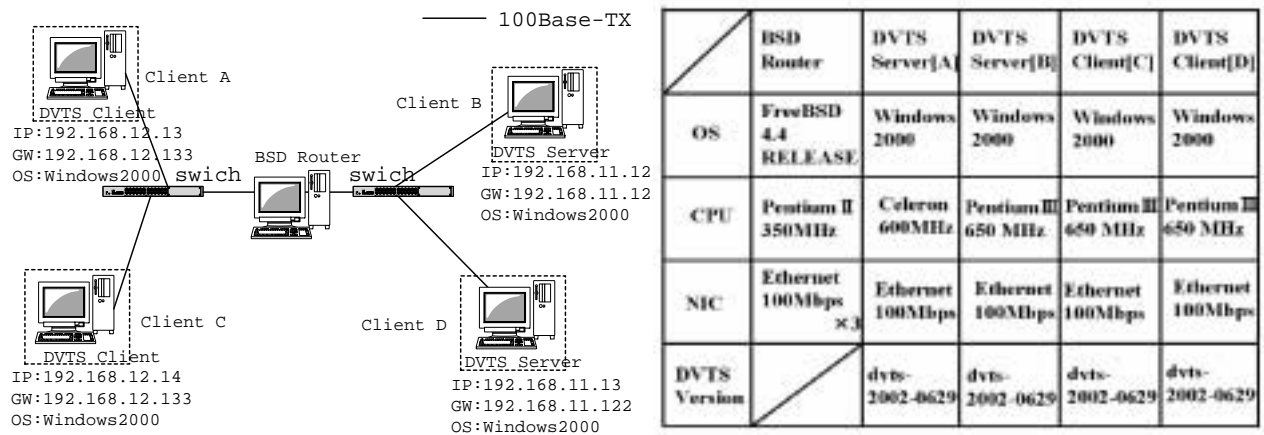 100Base-TX
Client A
DVTS Client
IP:192.168.12.13
GW:192.168.12.133
OS:Windows2000
swich
BSD Router
swich
Client B
DVTS Server
IP:192.168.11.12
GW:192.168.11.12
OS:Windows2000
Client C
DVTS Client
IP:192.168.12.14
GW:192.168.12.133
OS:Windows2000
Client D
DVTS Server
IP:192.168.11.13
GW:192.168.11.122
OS:Windows2000
BSD Router
DVTS Server[A]
DVTS Server[B]
DVTS Client[C]
DVTS Client[D]
OS
FreeBSD 4.4 RELEASE
Windows 2000
Windows 2000
Windows 2000
Windows 2000
CPU
Pentium Ⅱ 350MHz
Celeron 600MHz
Pentium Ⅲ 650 MHz
Pentium Ⅲ 650 MHz
Pentium Ⅲ 650 MHz
NIC
Ethernet 100Mbps ×3
Ethernet 100Mbps
Ethernet 100Mbps
Ethernet 100Mbps
Ethernet 100Mbps
DVTS Version
dvts-2002-0629
dvts-2002-0629
dvts-2002-0629
dvts-2002-0629